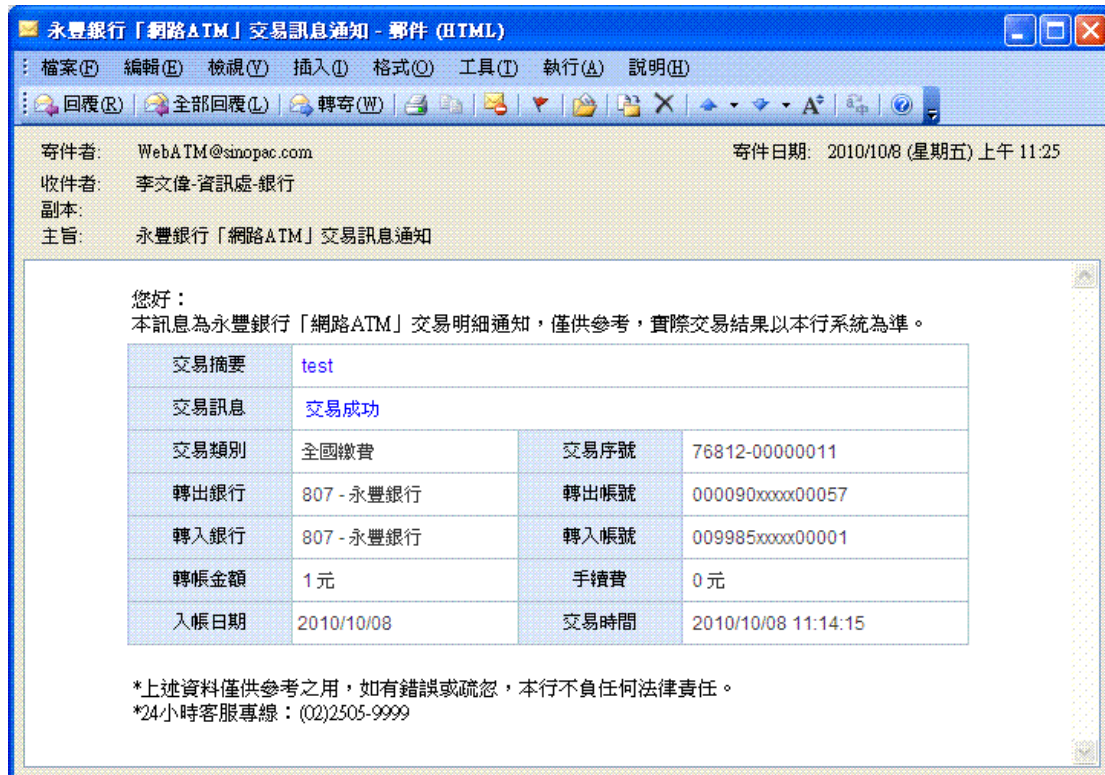 永豐銀行「網路ATM」交易訊息通知 - 郵件 (HTML)
檔案(F) 編輯(E) 檢視(V) 插入(I) 格式(O) 工具(T) 執行(A) 說明(H)
回覆(R) 全部回覆(L) 轉寄(W)
寄件者: WebATM@sinopac.com 寄件日期: 2010/10/8 (星期五) 上午 11:25
收件者: 李文偉-資訊處-銀行
副本:
主旨: 永豐銀行「網路ATM」交易訊息通知
您好：
本訊息為永豐銀行「網路ATM」交易明細通知，僅供參考，實際交易結果以本行系統為準。
交易摘要 test
交易訊息 交易成功
交易類別 全國繳費 交易序號 76812-00000011
轉出銀行 807 - 永豐銀行 轉出帳號 000090xxxxx00057
轉入銀行 807 - 永豐銀行 轉入帳號 009985xxxxx00001
轉帳金額 1 元 手續費 0 元
入帳日期 2010/10/08 交易時間 2010/10/08 11:14:15
*上述資料僅供參考之用，如有錯誤或疏忽，本行不負任何法律責任。
*24小時客服專線：(02)2505-9999